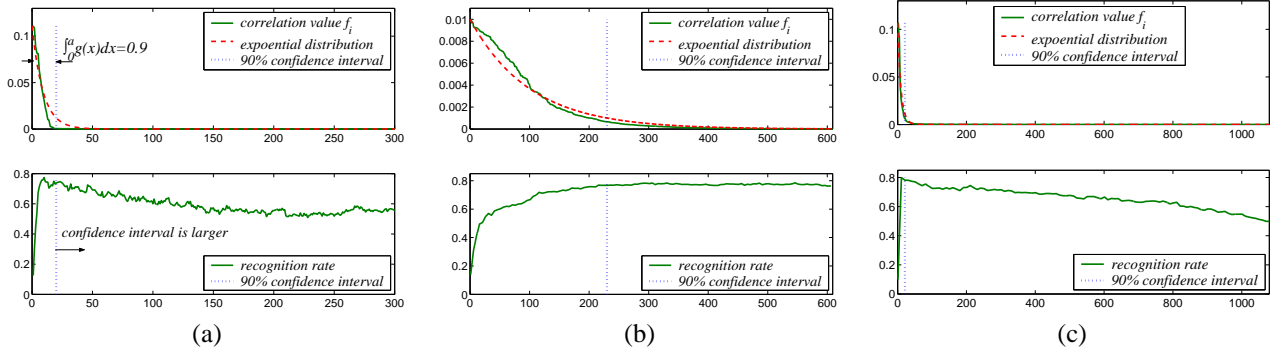 correlation value f_i
expoential distribution
90% confidence interval
∫_0^a g(x)dx=0.9
0.1
0.05
0
0 50 100 150 200 250 300
correlation value f_i
expoential distribution
90% confidence interval
0.01
0.008
0.006
0.004
0.002
0
0 100 200 300 400 500 600
correlation value f_i
expoential distribution
90% confidence interval
0.1
0.05
0
0 200 400 600 800 1000
0.8
0.6
0.4
0.2
0
confidence interval is larger
recognition rate
90% confidence interval
0 50 100 150 200 250 300
(a)
0.8
0.6
0.4
0.2
0
recognition rate
90% confidence interval
0 100 200 300 400 500 600
(b)
0.8
0.6
0.4
0.2
0
recognition rate
90% confidence interval
0 200 400 600 800 1000
(c)